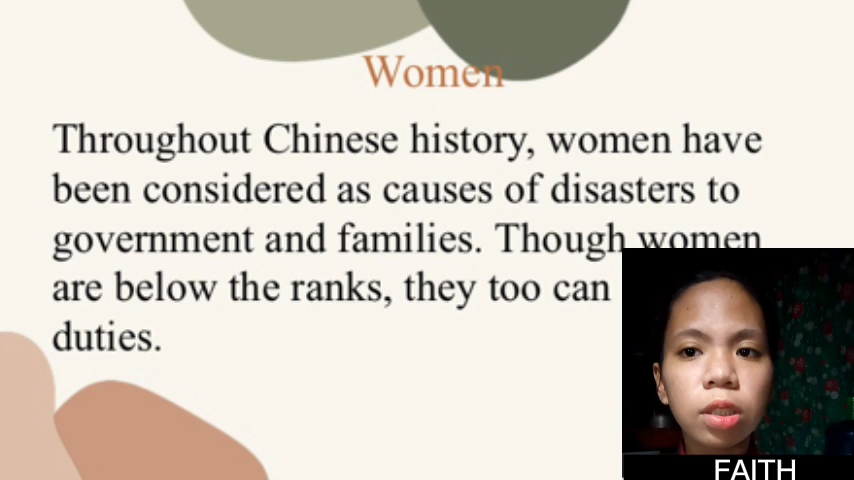 Women
Throughout Chinese history, women have
been considered as causes of disasters to
government and families. Though women
are below the ranks, they too can
duties.
FAITH